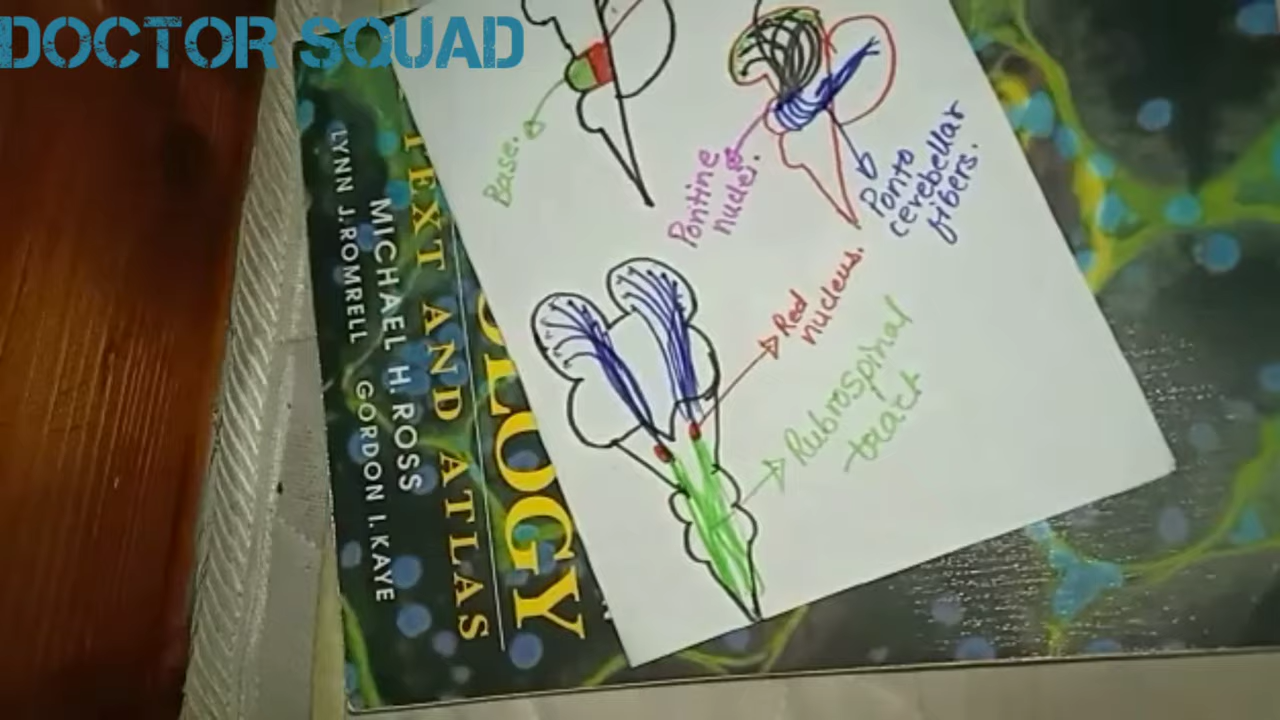 DOCTOR SQUAD
Base.
Pontine
nuclei.
Ponto
cerebellar
fibers.
Red
nucleus.
Rubrospinal
tract
OLOGY
TEXT AND ATLAS
MICHAEL H. ROSS
LYNN J. ROMRELL GORDON I. KAYE